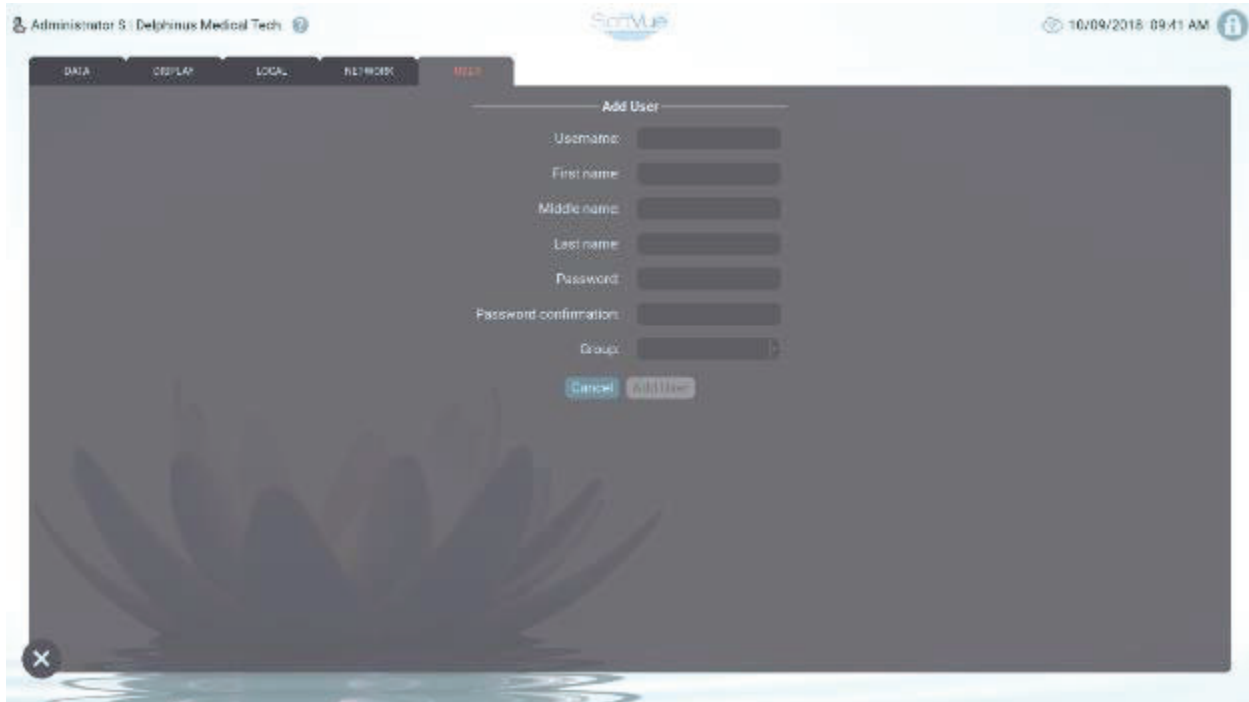 Administrator S | Delphinus Medical Tech. ?
SoftVue
10/09/2018 09:41 AM i
DATA DISPLAY LOCAL NETWORK USER
Add User
Username:
First name:
Middle name:
Last name:
Password:
Password confirmation:
Group:
Cancel Add User